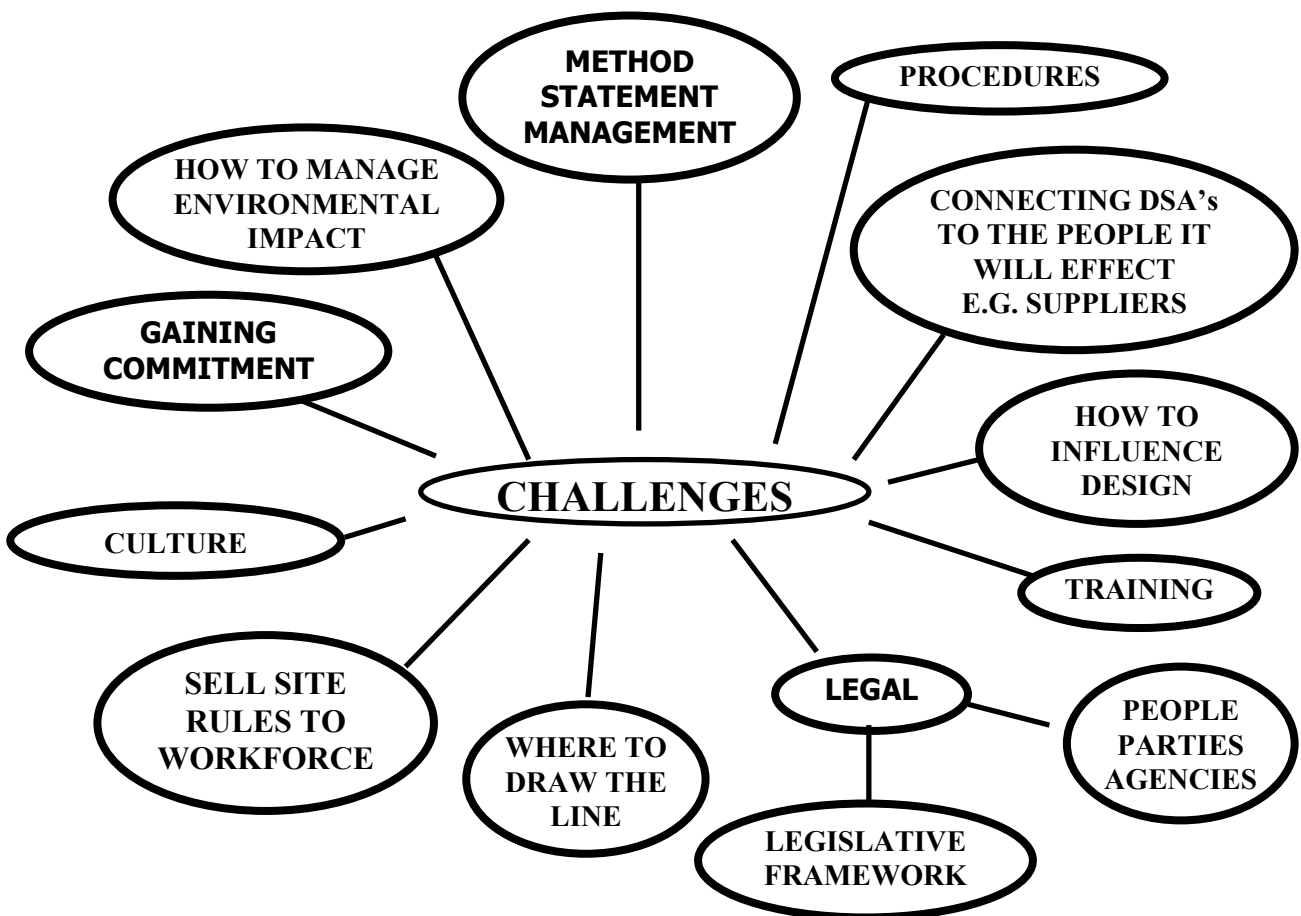 METHOD
STATEMENT
MANAGEMENT
PROCEDURES
HOW TO MANAGE
ENVIRONMENTAL
IMPACT
CONNECTING DSA's
TO THE PEOPLE IT
WILL EFFECT
E.G. SUPPLIERS
GAINING
COMMITMENT
HOW TO
INFLUENCE
DESIGN
CHALLENGES
CULTURE
TRAINING
SELL SITE
RULES TO
WORKFORCE
WHERE TO
DRAW THE
LINE
LEGAL
PEOPLE
PARTIES
AGENCIES
LEGISLATIVE
FRAMEWORK